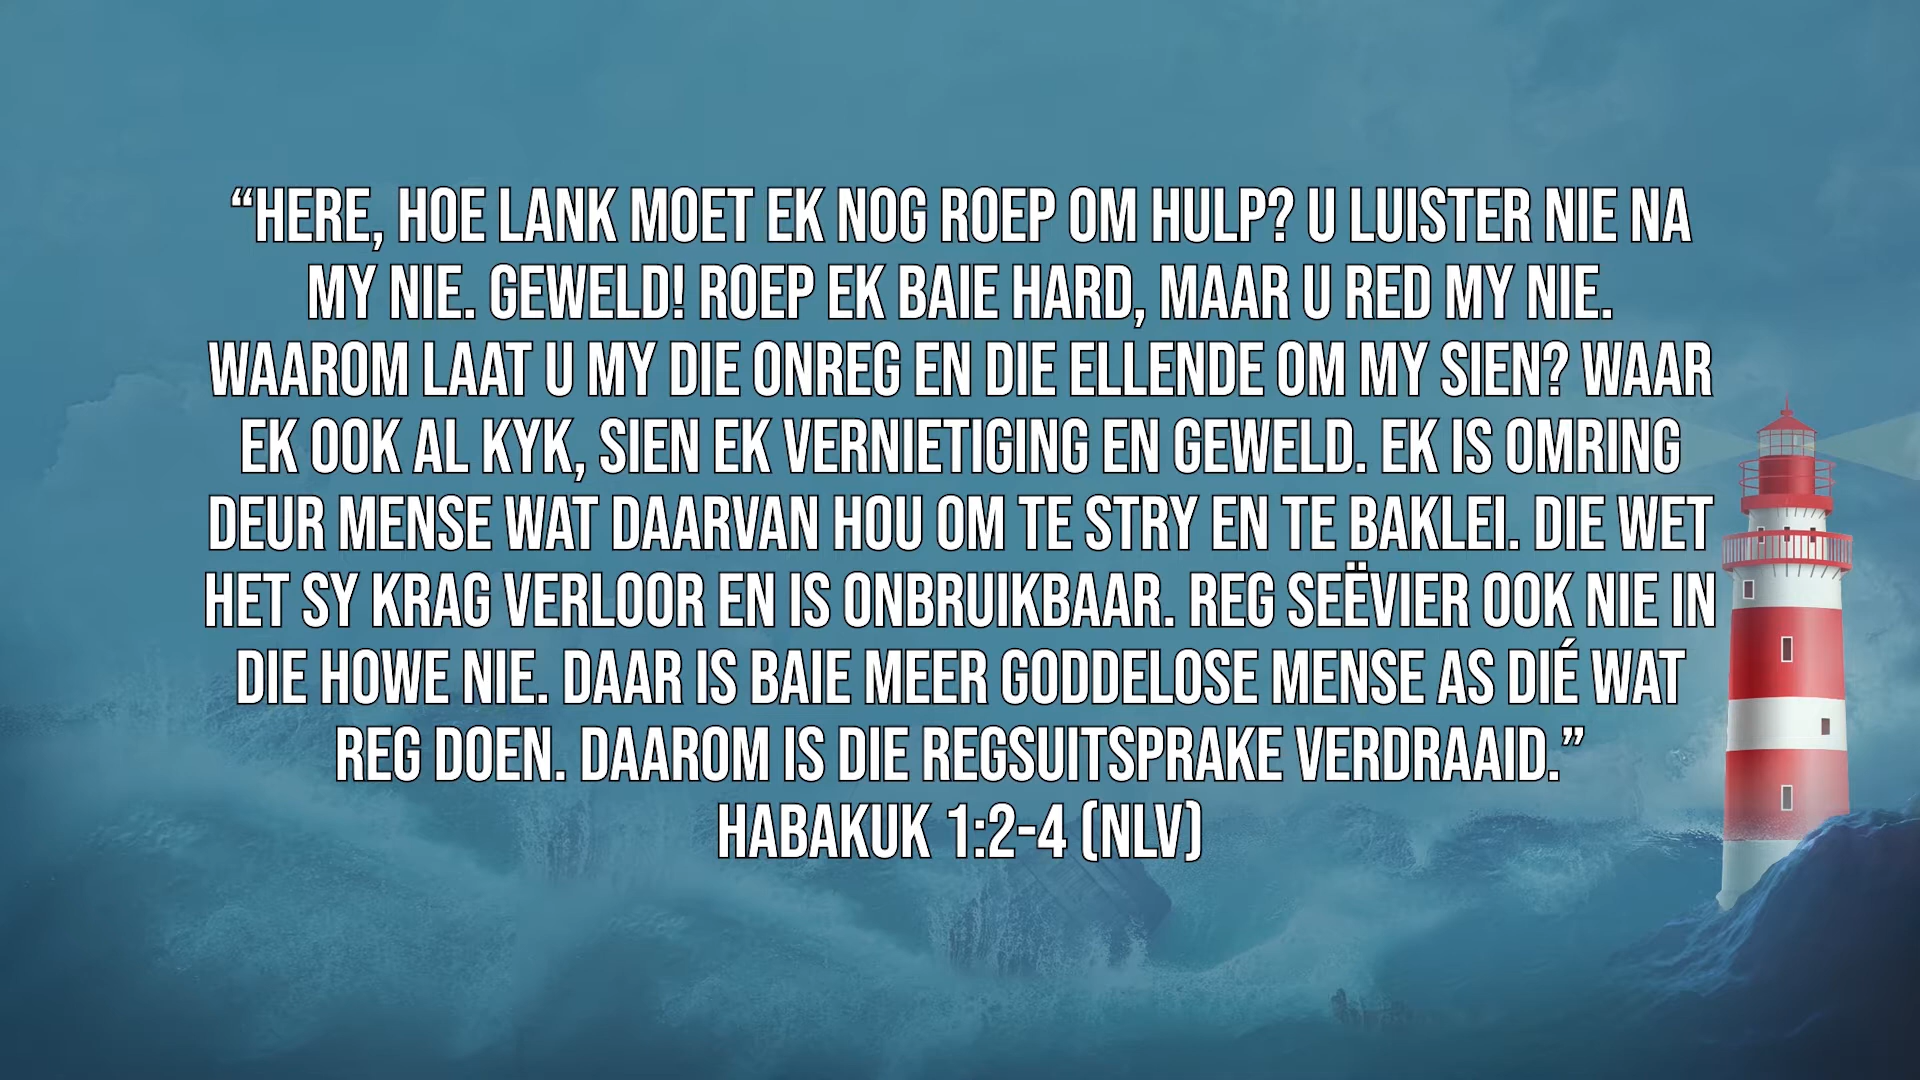 “HERE, HOE LANK MOET EK NOG ROEP OM HULP? U LUISTER NIE NA
MY NIE. GEWELD! ROEP EK BAIE HARD, MAAR U RED MY NIE.
WAAROM LAAT U MY DIE ONREG EN DIE ELLENDE OM MY SIEN? WAAR
EK OOK AL KYK, SIEN EK VERNIETIGING EN GEWELD. EK IS OMRING
DEUR MENSE WAT DAARVAN HOU OM TE STRY EN TE BAKLEI. DIE WET
HET SY KRAG VERLOOR EN IS ONBRUIKBAAR. REG SEËVIER OOK NIE IN
DIE HOWE NIE. DAAR IS BAIE MEER GODDELOSE MENSE AS DIÉ WAT
REG DOEN. DAAROM IS DIE REGSUITSPRAKE VERDRAAID.”
HABAKUK 1:2-4 (NLV)